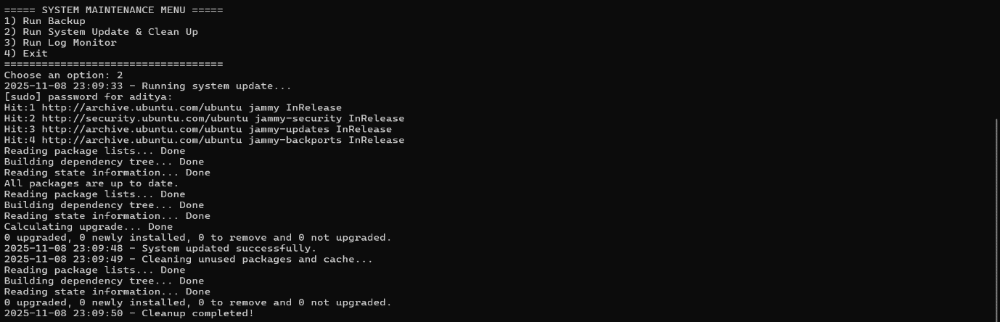 ===== SYSTEM MAINTENANCE MENU =====
1) Run Backup
2) Run System Update & Clean Up
3) Run Log Monitor
4) Exit
===================================
Choose an option: 2
2025-11-08 23:09:33 - Running system update...
[sudo] password for aditya:
Hit:1 http://archive.ubuntu.com/ubuntu jammy InRelease
Hit:2 http://security.ubuntu.com/ubuntu jammy-security InRelease
Hit:3 http://archive.ubuntu.com/ubuntu jammy-updates InRelease
Hit:4 http://archive.ubuntu.com/ubuntu jammy-backports InRelease
Reading package lists... Done
Building dependency tree... Done
Reading state information... Done
All packages are up to date.
Reading package lists... Done
Building dependency tree... Done
Reading state information... Done
Calculating upgrade... Done
0 upgraded, 0 newly installed, 0 to remove and 0 not upgraded.
2025-11-08 23:09:48 - System updated successfully.
2025-11-08 23:09:49 - Cleaning unused packages and cache...
Reading package lists... Done
Building dependency tree... Done
Reading state information... Done
0 upgraded, 0 newly installed, 0 to remove and 0 not upgraded.
2025-11-08 23:09:50 - Cleanup completed!